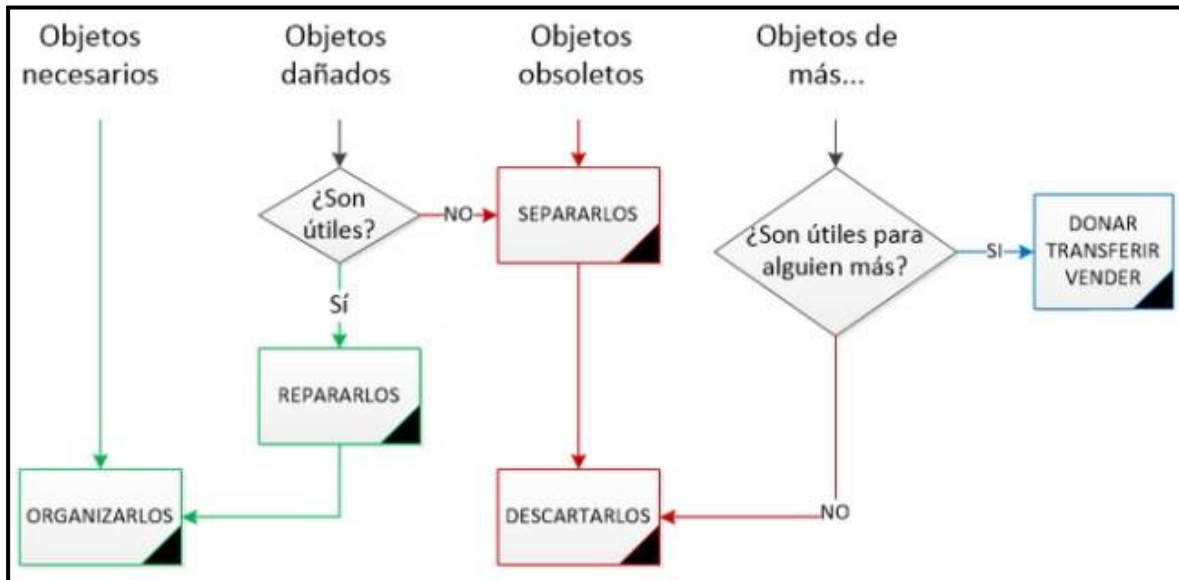 Objetos
necesarios
Objetos
dañados
Objetos
obsoletos
Objetos de
más...
¿Son
útiles?
NO
SEPARARLOS
¿Son útiles para
alguien más?
SI
DONAR
TRANSFERIR
VENDER
Sí
REPARARLOS
ORGANIZARLOS
DESCARTARLOS
NO